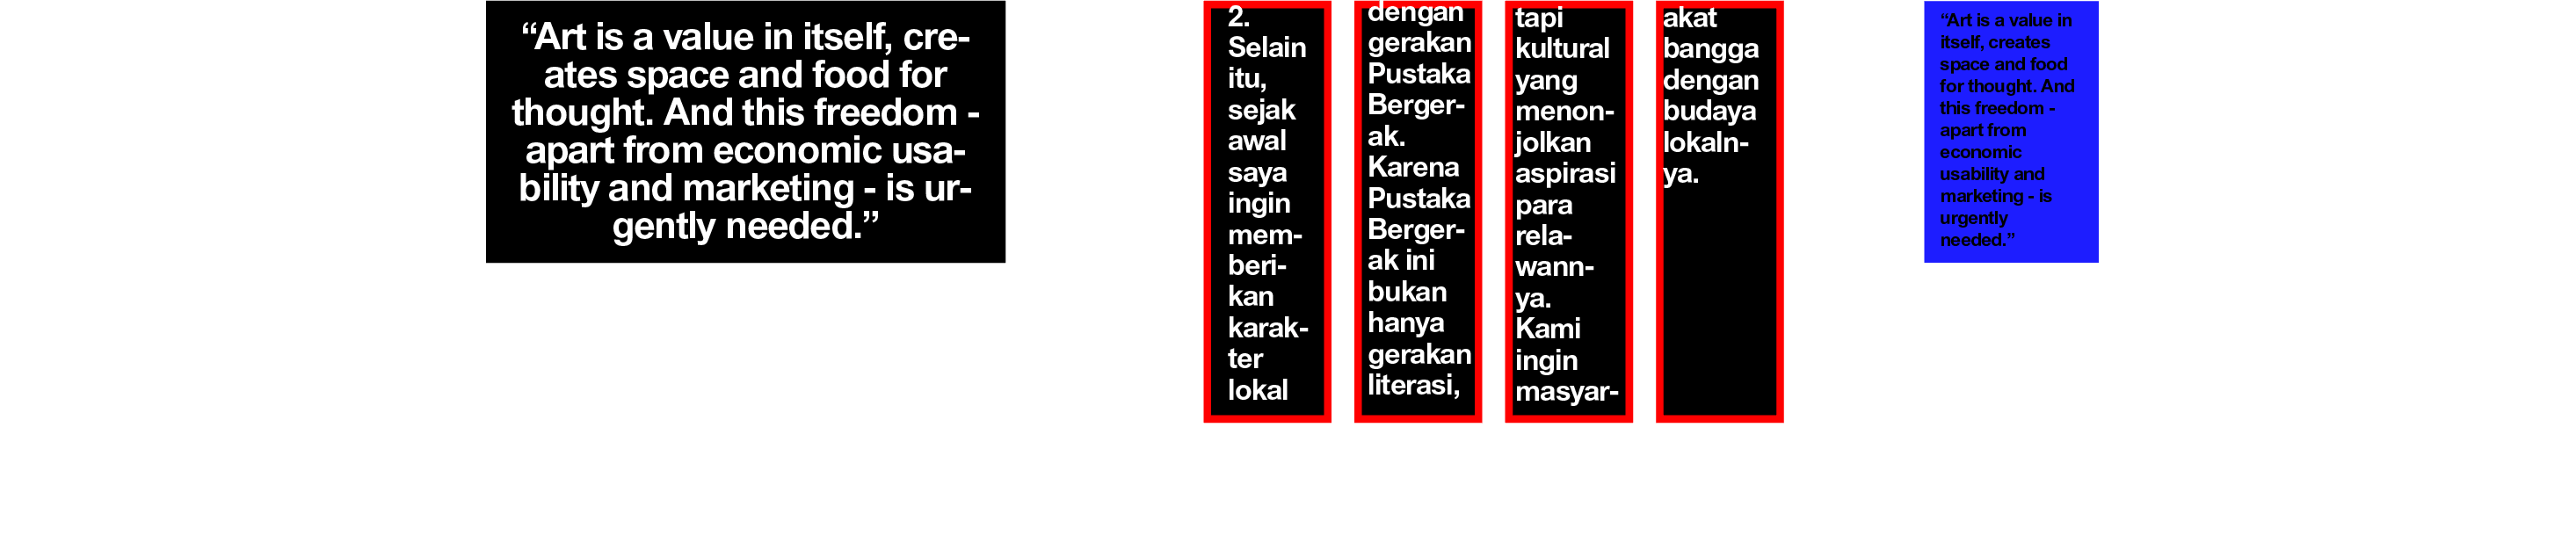 “Art is a value in itself, cre-
ates space and food for
thought. And this freedom -
apart from economic usa-
bility and marketing - is ur-
gently needed.”
2.
Selain
itu,
sejak
awal
saya
ingin
mem-
beri-
kan
karak-
ter
lokal
dengan
gerakan
Pustaka
Berger-
ak.
Karena
Pustaka
Berger-
ak ini
bukan
hanya
gerakan
literasi,
tapi
kultural
yang
menon-
jolkan
aspirasi
para
rela-
wann-
ya.
Kami
ingin
masyar-
akat
bangga
dengan
budaya
lokaln-
ya.
“Art is a value in
itself, creates
space and food
for thought. And
this freedom -
apart from
economic
usability and
marketing - is
urgently
needed.”